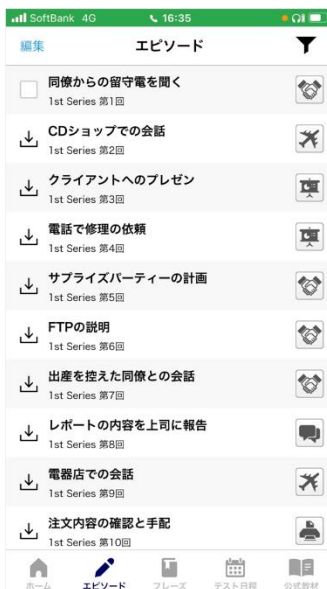 SoftBank 4G 16:35
編集 エピソード
同僚からの留守電を聞く
1st Series 第1回
CDショップでの会話
1st Series 第2回
クライアントへのプレゼン
1st Series 第3回
電話で修理の依頼
1st Series 第4回
サプライズパーティーの計画
1st Series 第5回
FTPの説明
1st Series 第6回
出産を控えた同僚との会話
1st Series 第7回
レポートの内容を上司に報告
1st Series 第8回
電器店での会話
1st Series 第9回
注文内容の確認と手配
1st Series 第10回
ホーム エピソード フレーズ テスト日程 公式教材